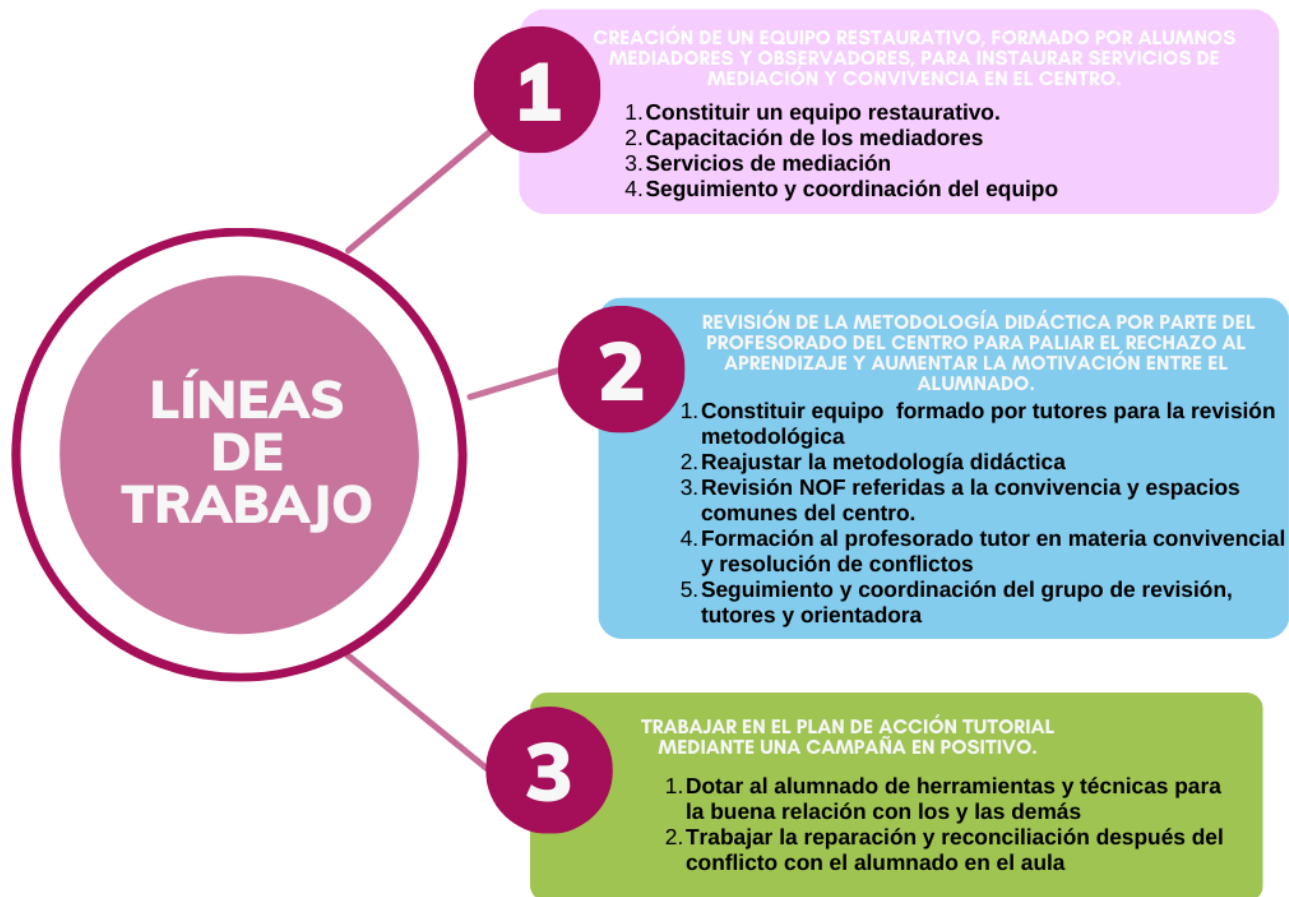 LÍNEAS
DE
TRABAJO
1
CREACIÓN DE UN EQUIPO RESTAURATIVO, FORMADO POR ALUMNOS
MEDIADORES Y OBSERVADORES, PARA INSTAURAR SERVICIOS DE
MEDIACIÓN Y CONVIVENCIA EN EL CENTRO.
1. Constituir un equipo restaurativo.
2. Capacitación de los mediadores
3. Servicios de mediación
4. Seguimiento y coordinación del equipo
2
REVISIÓN DE LA METODOLOGÍA DIDÁCTICA POR PARTE DEL
PROFESORADO DEL CENTRO PARA PALIAR EL RECHAZO AL
APRENDIZAJE Y AUMENTAR LA MOTIVACIÓN ENTRE EL
ALUMNADO.
1. Constituir equipo formado por tutores para la revisión
metodológica
2. Reajustar la metodología didáctica
3. Revisión NOF referidas a la convivencia y espacios
comunes del centro.
4. Formación al profesorado tutor en materia convivencial
y resolución de conflictos
5. Seguimiento y coordinación del grupo de revisión,
tutores y orientadora
3
TRABAJAR EN EL PLAN DE ACCIÓN TUTORIAL
MEDIANTE UNA CAMPAÑA EN POSITIVO.
1. Dotar al alumnado de herramientas y técnicas para
la buena relación con los y las demás
2. Trabajar la reparación y reconciliación después del
conflicto con el alumnado en el aula